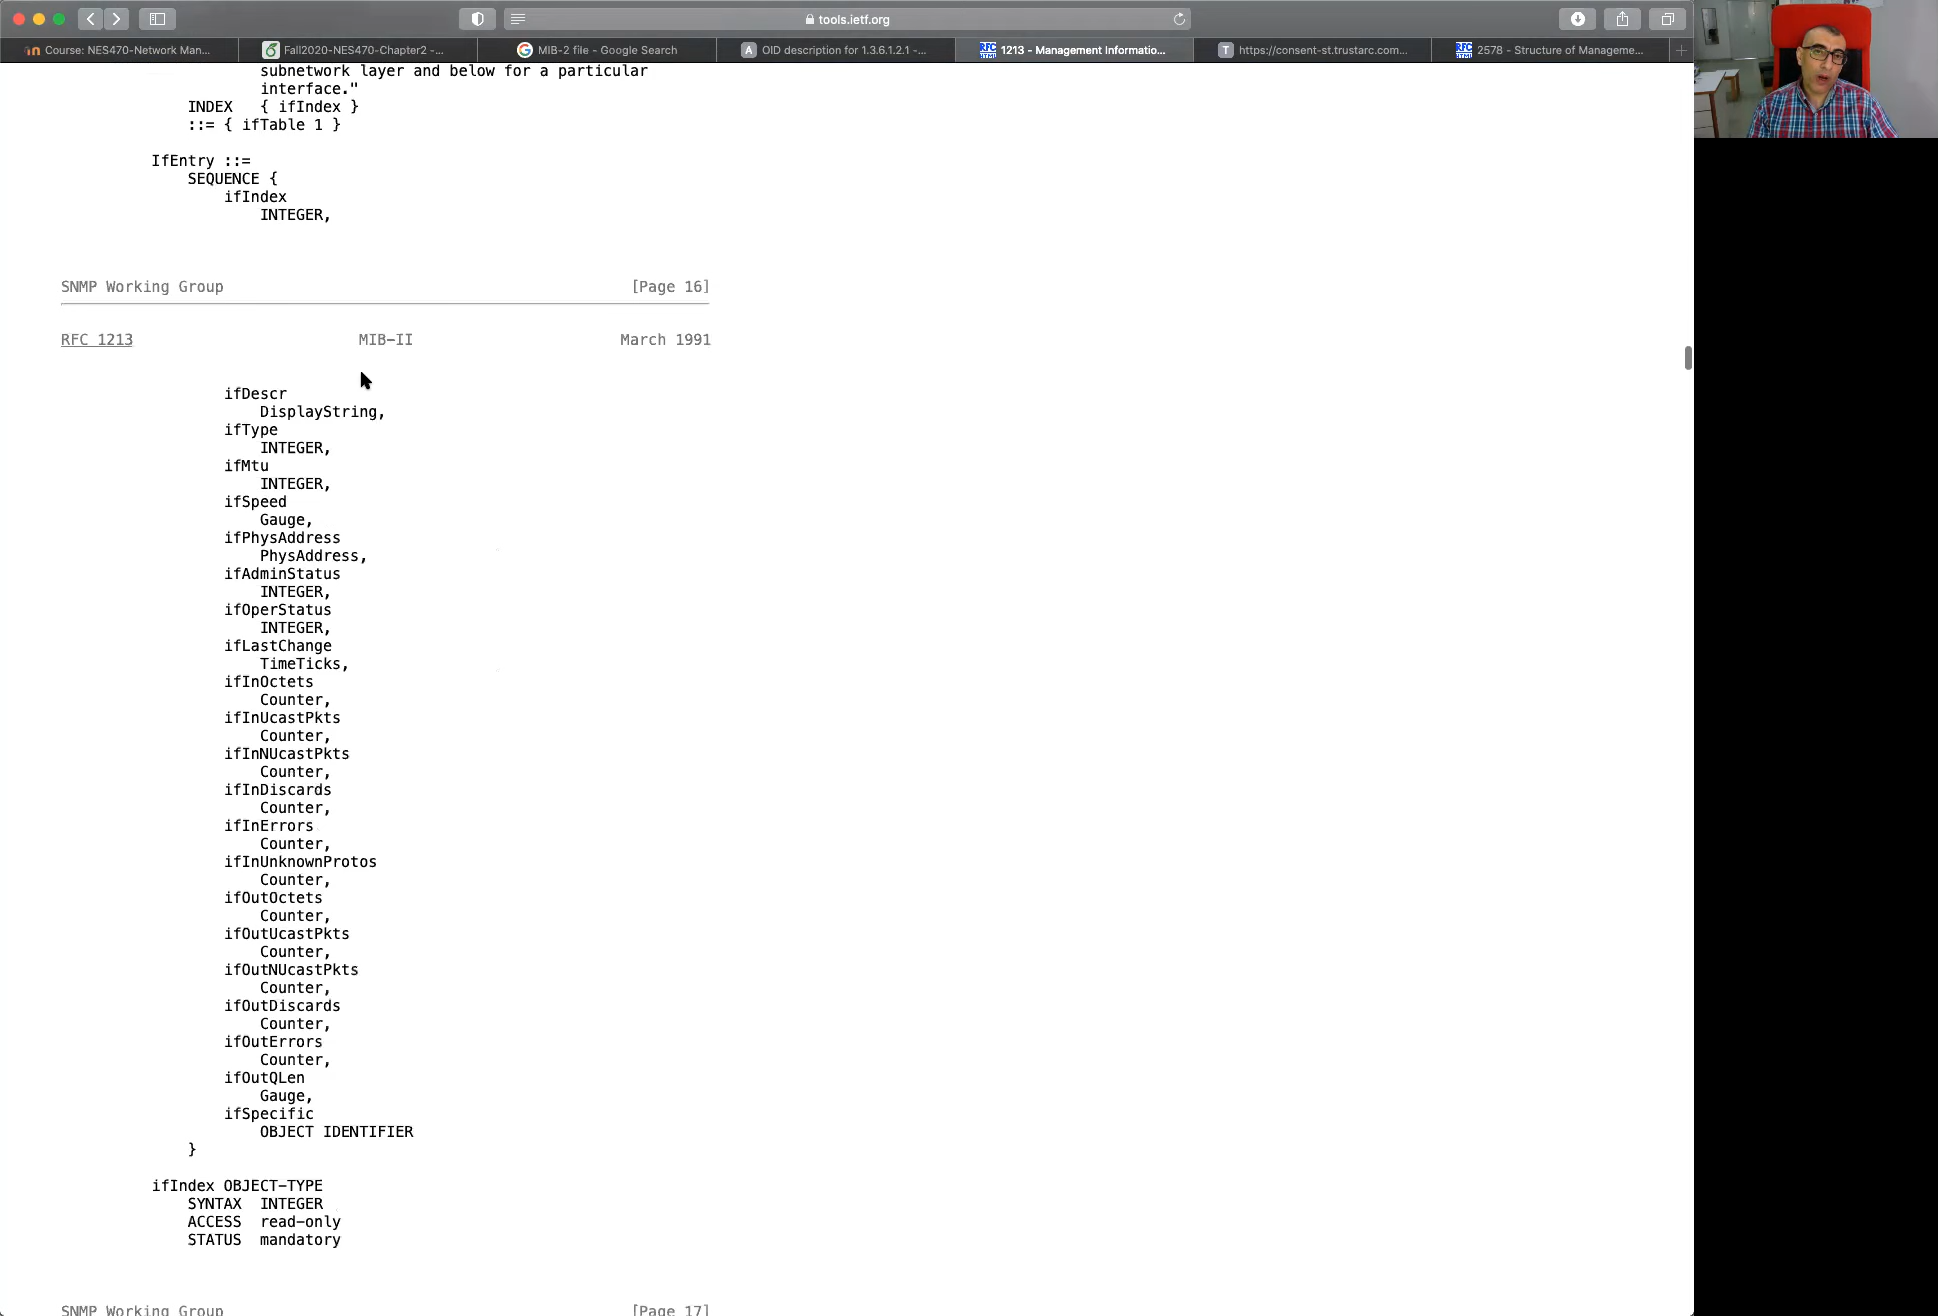 tools.ietf.org
Course: NES470-Network Man...
Fall2020-NES470-Chapter2 -...
MIB-2 file - Google Search
OID description for 1.3.6.1.2.1 -...
1213 - Management Informatio...
https://consent-st.trustarc.com...
2578 - Structure of Manageme...
subnetwork layer and below for a particular
interface."
INDEX { ifIndex }
::= { ifTable 1 }
IfEntry ::=
SEQUENCE {
ifIndex
INTEGER,
SNMP Working Group [Page 16]
RFC 1213 MIB-II March 1991
ifDescr
DisplayString,
ifType
INTEGER,
ifMtu
INTEGER,
ifSpeed
Gauge,
ifPhysAddress
PhysAddress,
ifAdminStatus
INTEGER,
ifOperStatus
INTEGER,
ifLastChange
TimeTicks,
ifInOctets
Counter,
ifInUcastPkts
Counter,
ifInNUcastPkts
Counter,
ifInDiscards
Counter,
ifInErrors
Counter,
ifInUnknownProtos
Counter,
ifOutOctets
Counter,
ifOutUcastPkts
Counter,
ifOutNUcastPkts
Counter,
ifOutDiscards
Counter,
ifOutErrors
Counter,
ifOutQLen
Gauge,
ifSpecific
OBJECT IDENTIFIER
}
ifIndex OBJECT-TYPE
SYNTAX INTEGER
ACCESS read-only
STATUS mandatory
SNMP Working Group [Page 17]